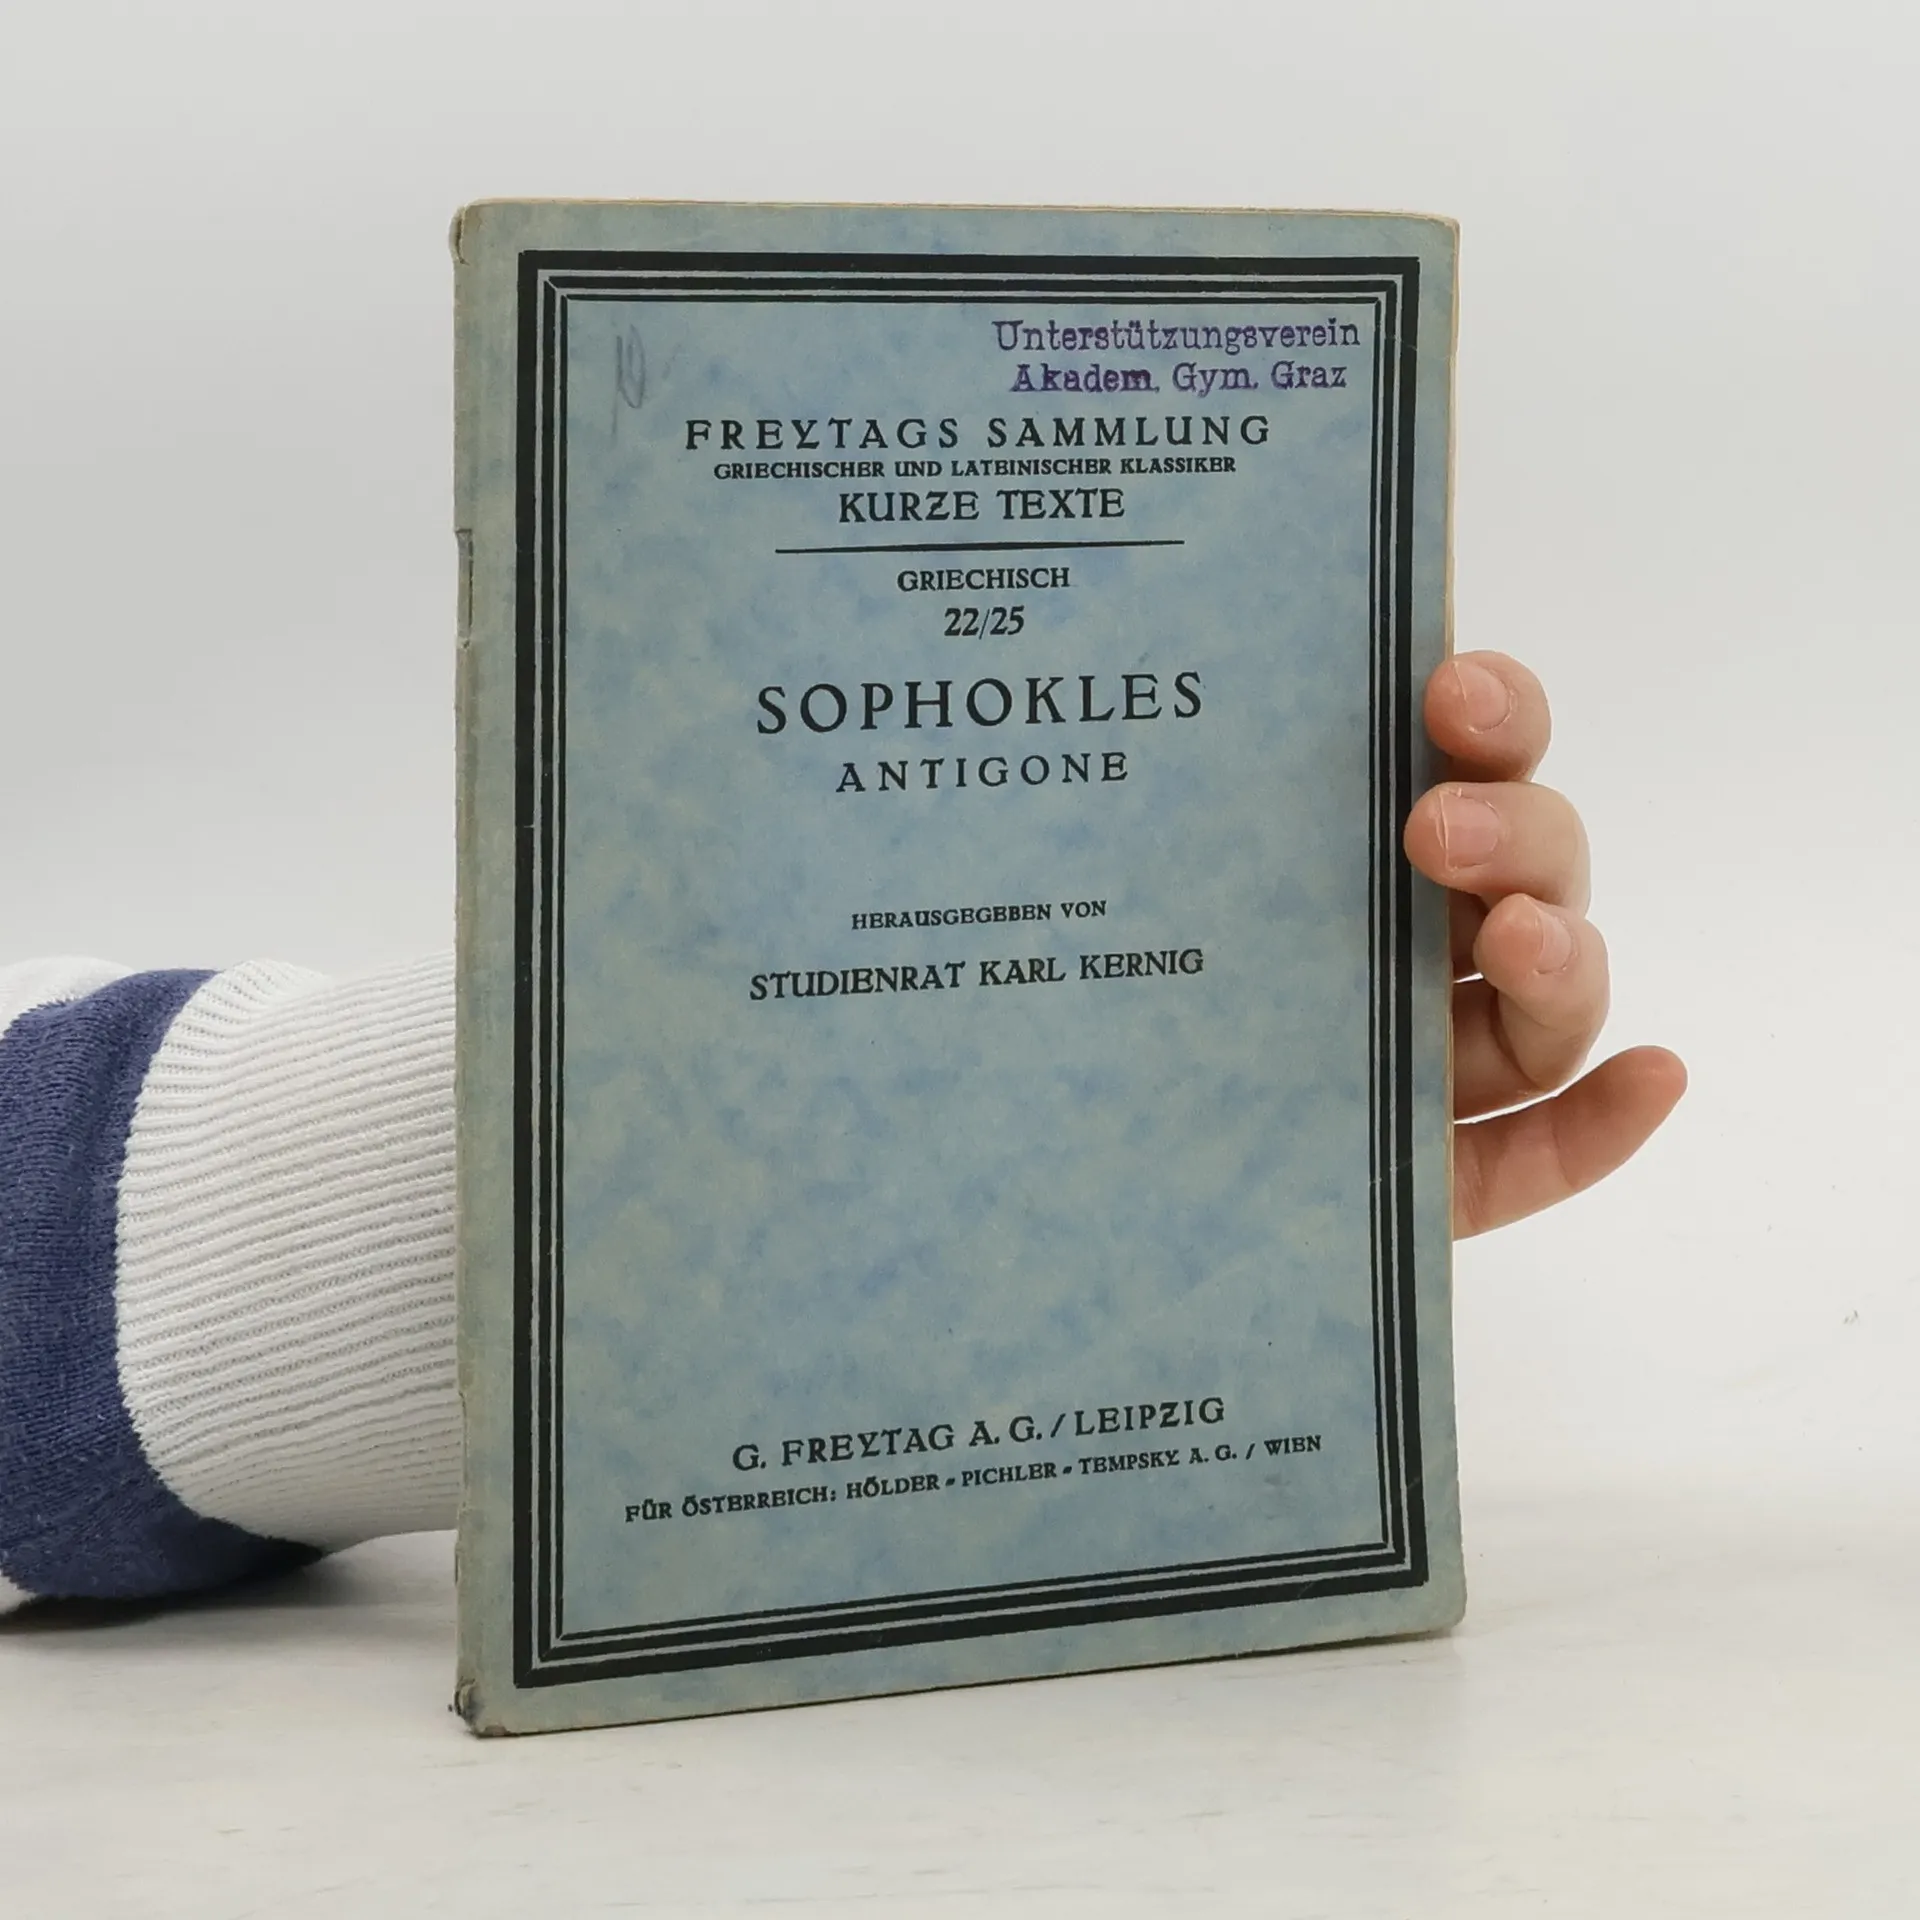 Unterstützungsverein
Akadem. Gym. Graz
FREYTAGS SAMMLUNG
GRIECHISCHER UND LATEINISCHER KLASSIKER
KURZE TEXTE
GRIECHISCH
22/25
SOPHOKLES
ANTIGONE
HERAUSGEGEBEN VON
STUDIENRAT KARL KERNIG
G. FREYTAG A. G. / LEIPZIG
FÜR ÖSTERREICH: HÖLDER - PICHLER - TEMPSKY A. G. / WIEN